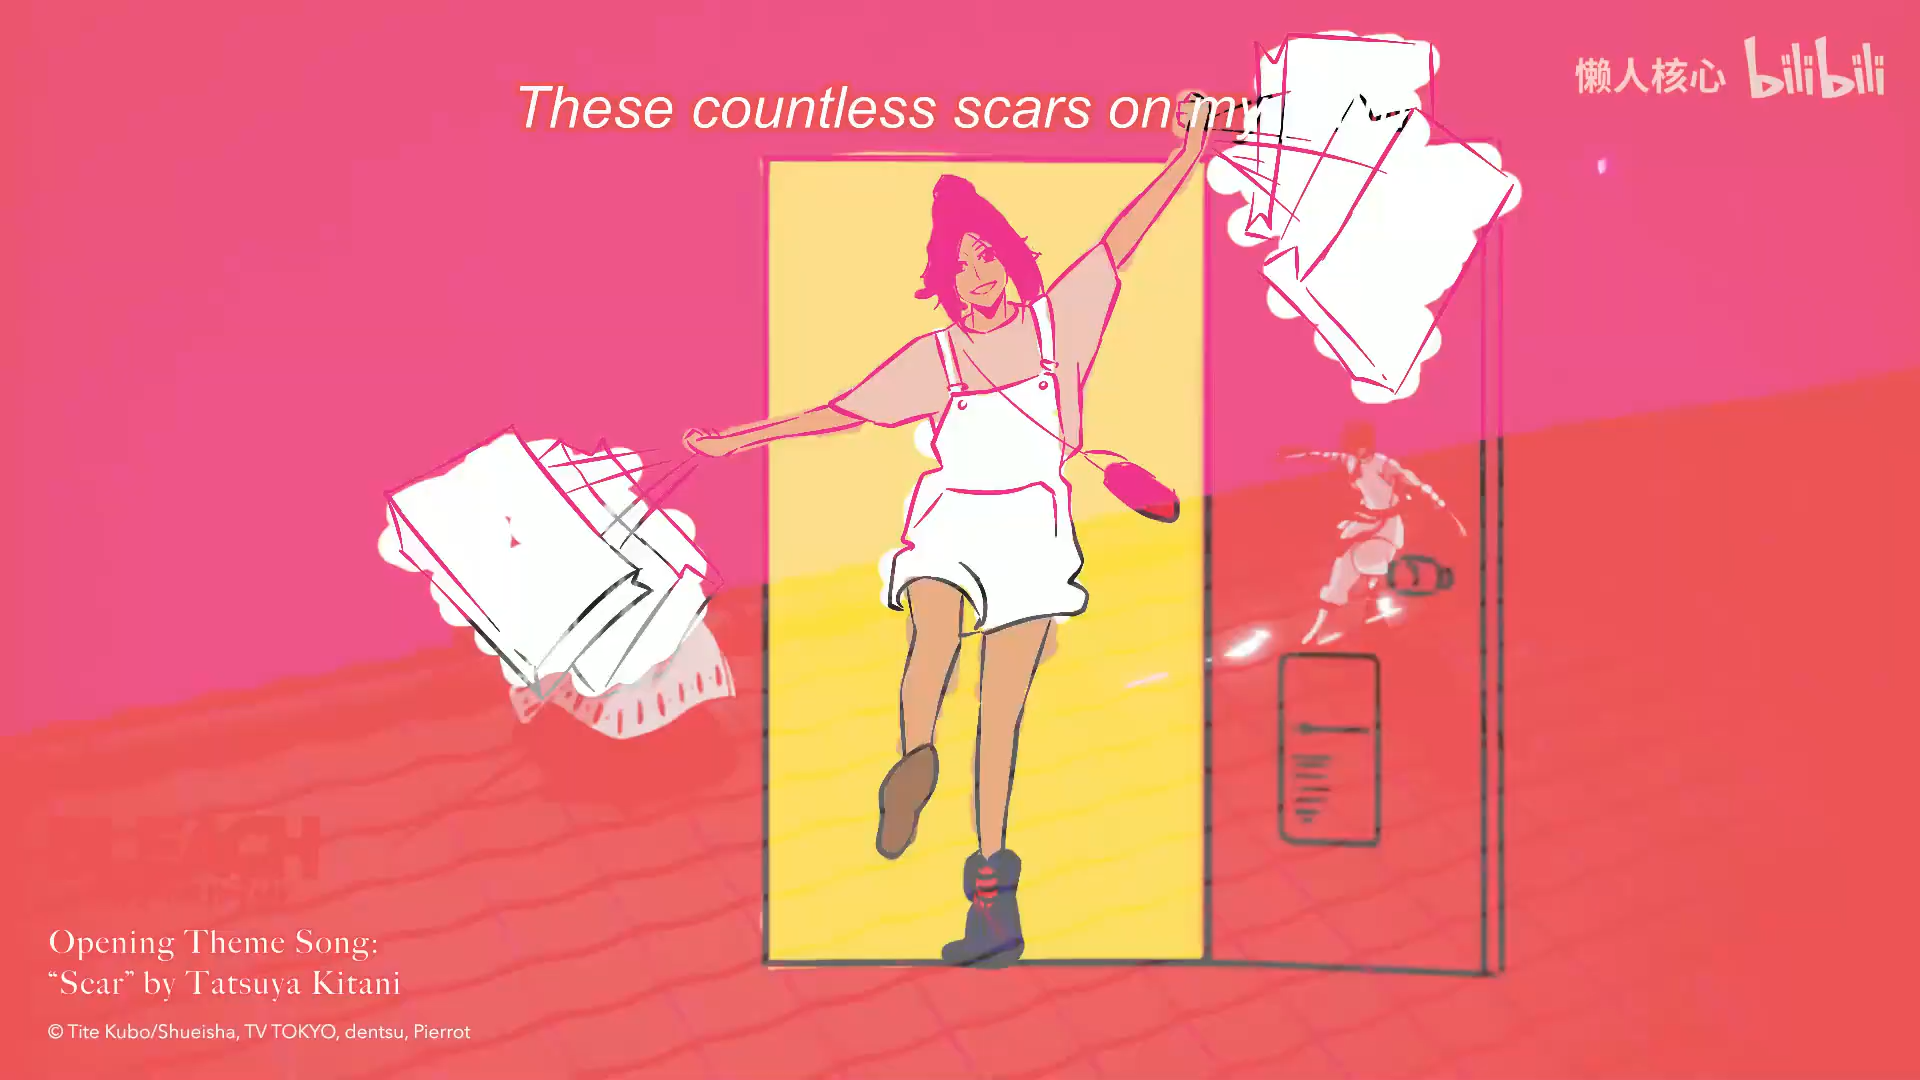 懒人核心 bilibili
These countless scars on my
BLEACH
Opening Theme Song:
“Scar” by Tatsuya Kitani
© Tite Kubo/Shueisha, TV TOKYO, dentsu, Pierrot